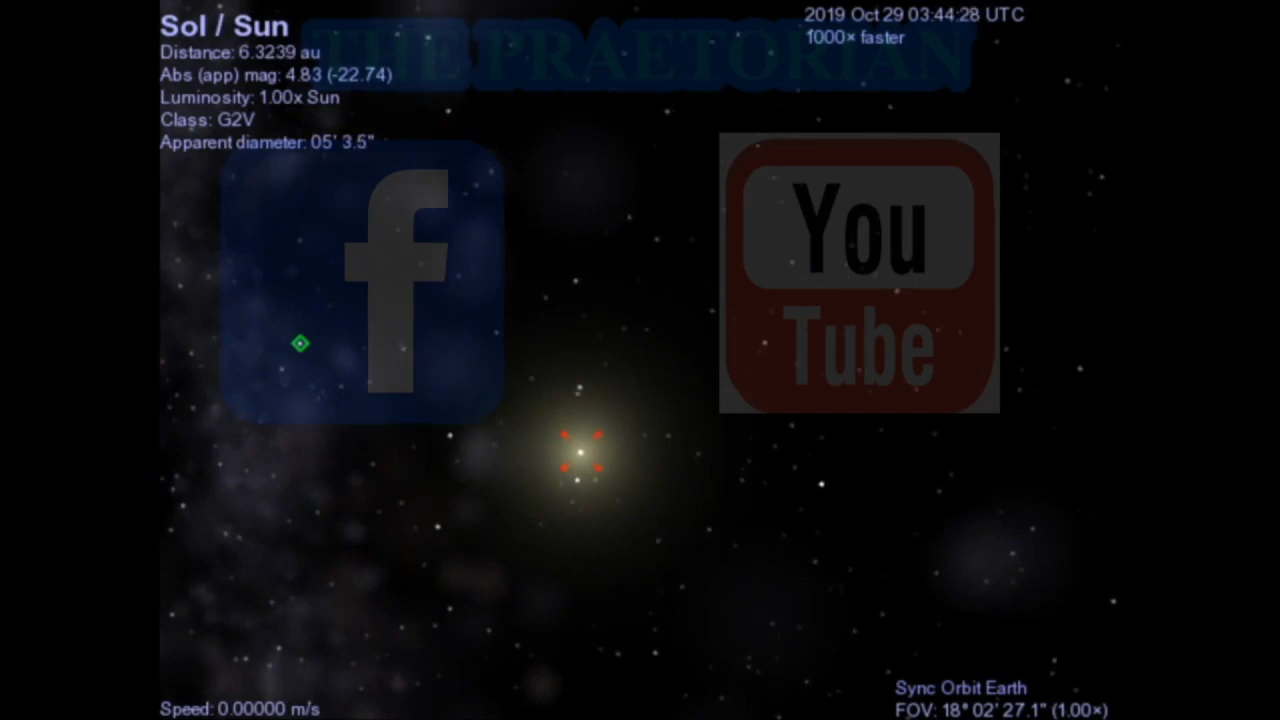 Sol / Sun
Distance: 6.3239 au
Abs (app) mag: 4.83 (-22.74)
Luminosity: 1.00x Sun
Class: G2V
Apparent diameter: 05' 3.5"
2019 Oct 29 03:44:28 UTC
1000× faster
THE PRAETORIAN
f
You
Tube
Speed: 0.00000 m/s
Sync Orbit Earth
FOV: 18° 02' 27.1" (1.00×)